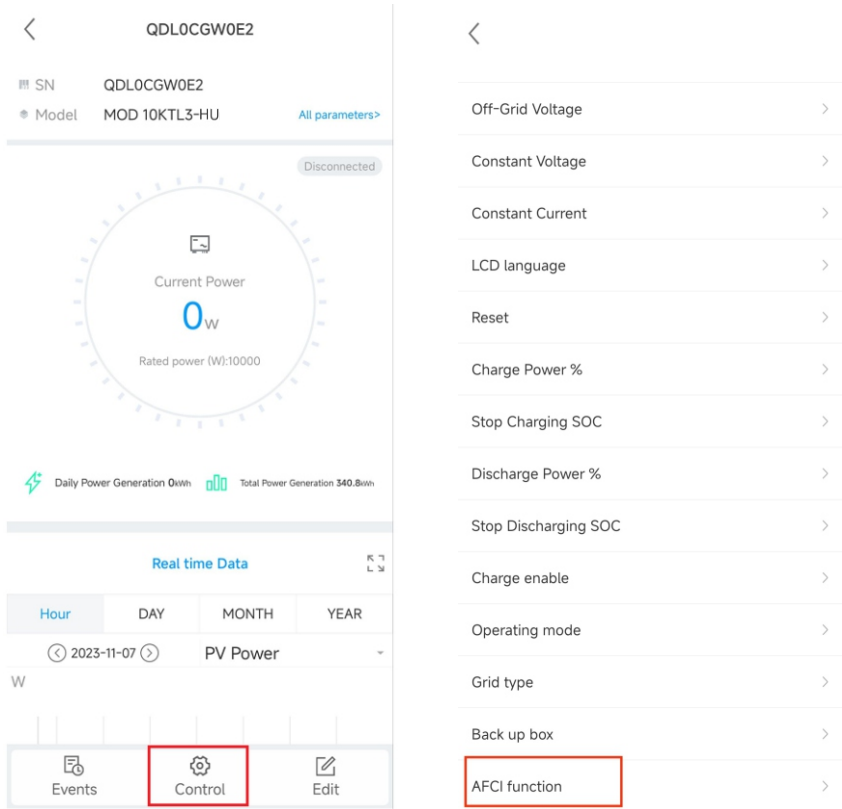 QDL0CGW0E2
SN QDL0CGW0E2
Model MOD 10KTL3-HU All parameters>
Disconnected
Current Power
0W
Rated power (W):10000
Daily Power Generation 0kWh Total Power Generation 340.8kWh
Real time Data
Hour DAY MONTH YEAR
2023-11-07 PV Power
W
Events Control Edit
Off-Grid Voltage
Constant Voltage
Constant Current
LCD language
Reset
Charge Power %
Stop Charging SOC
Discharge Power %
Stop Discharging SOC
Charge enable
Operating mode
Grid type
Back up box
AFCI function